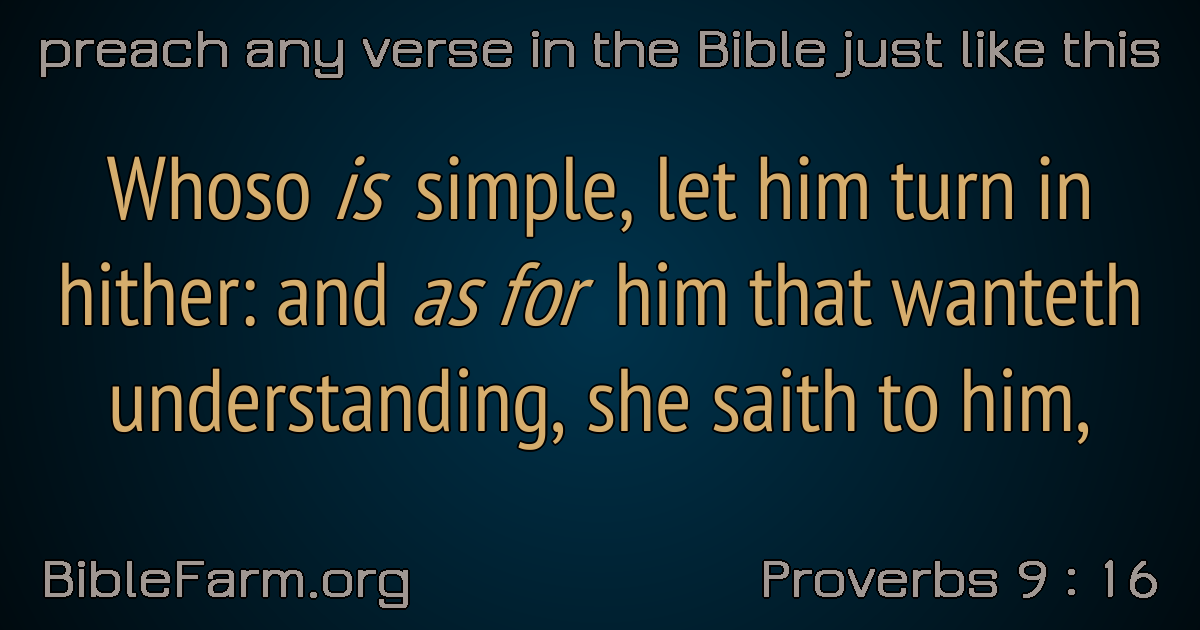 preach any verse in the Bible just like this
Whoso is simple, let him turn in
hither: and as for him that wanteth
understanding, she saith to him,
BibleFarm.org
Proverbs 9 : 16